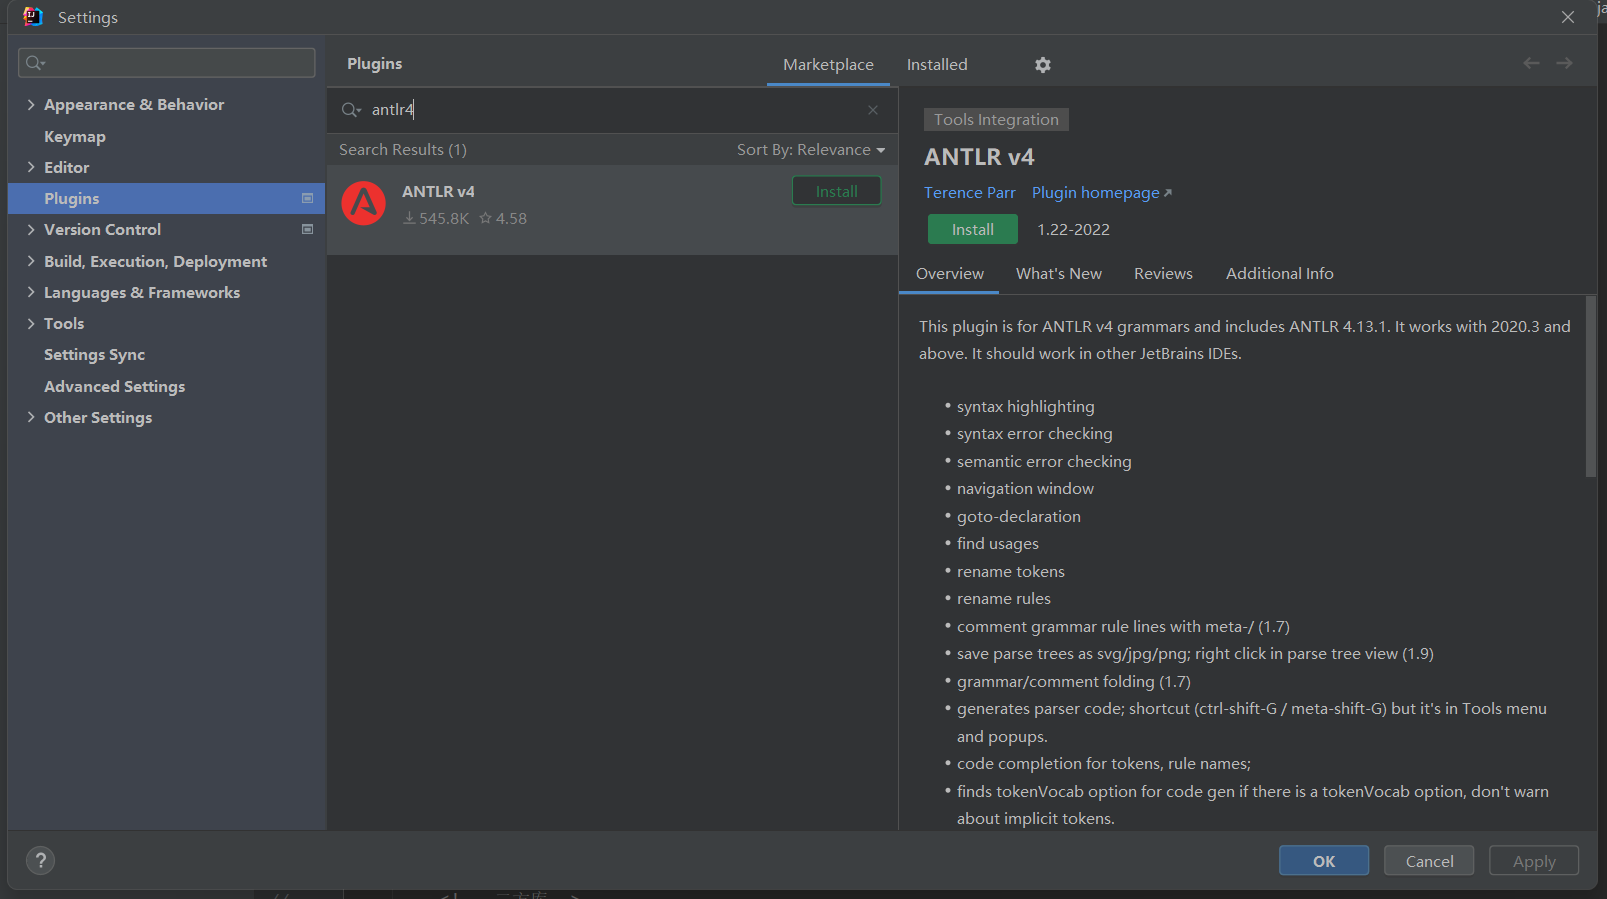 Settings
Appearance & Behavior
Keymap
Editor
Plugins
Version Control
Build, Execution, Deployment
Languages & Frameworks
Tools
Settings Sync
Advanced Settings
Other Settings
Plugins
Marketplace
Installed
antlr4
Search Results (1)
Sort By: Relevance
ANTLR v4
Install
545.8K
4.58
Tools Integration
ANTLR v4
Terence Parr
Plugin homepage
Install
1.22-2022
Overview
What's New
Reviews
Additional Info
This plugin is for ANTLR v4 grammars and includes ANTLR 4.13.1. It works with 2020.3 and
above. It should work in other JetBrains IDEs.
• syntax highlighting
• syntax error checking
• semantic error checking
• navigation window
• goto-declaration
• find usages
• rename tokens
• rename rules
• comment grammar rule lines with meta-/ (1.7)
• save parse trees as svg/jpg/png; right click in parse tree view (1.9)
• grammar/comment folding (1.7)
• generates parser code; shortcut (ctrl-shift-G / meta-shift-G) but it's in Tools menu
and popups.
• code completion for tokens, rule names;
• finds tokenVocab option for code gen if there is a tokenVocab option, don't warn
about implicit tokens.
?
OK
Cancel
Apply